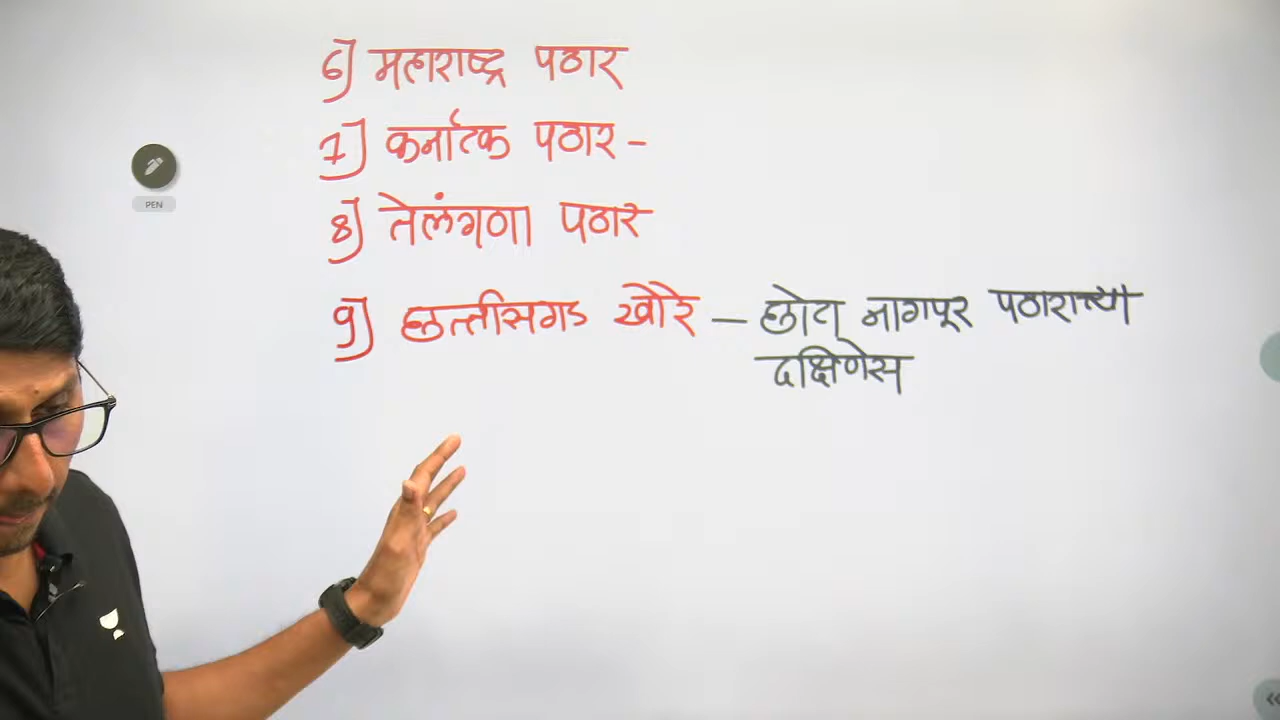 6] महाराष्ट्र पठार
7] कर्नाटक पठार -
PEN
8] तेलंगणा पठार
9] छत्तीसगड खोरे — छोटा नागपूर पठाराच्या
दक्षिणेस